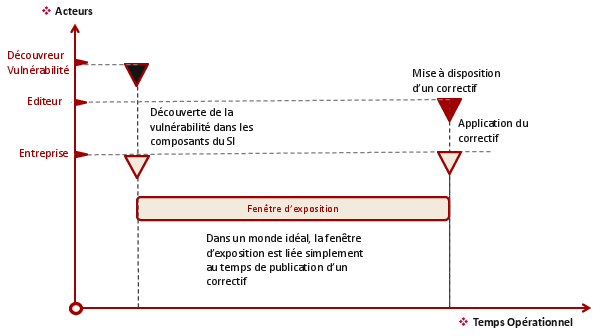 ❖ Acteurs
Découvreur
Vulnérabilité
Mise à disposition
d'un correctif
Editeur
Découverte de la
vulnérabilité dans les
composants du SI
Application du
correctif
Entreprise
Fenêtre d'exposition
Dans un monde idéal, la fenêtre
d'exposition est liée simplement
au temps de publication d'un
correctif
❖ Temps Opérationnel